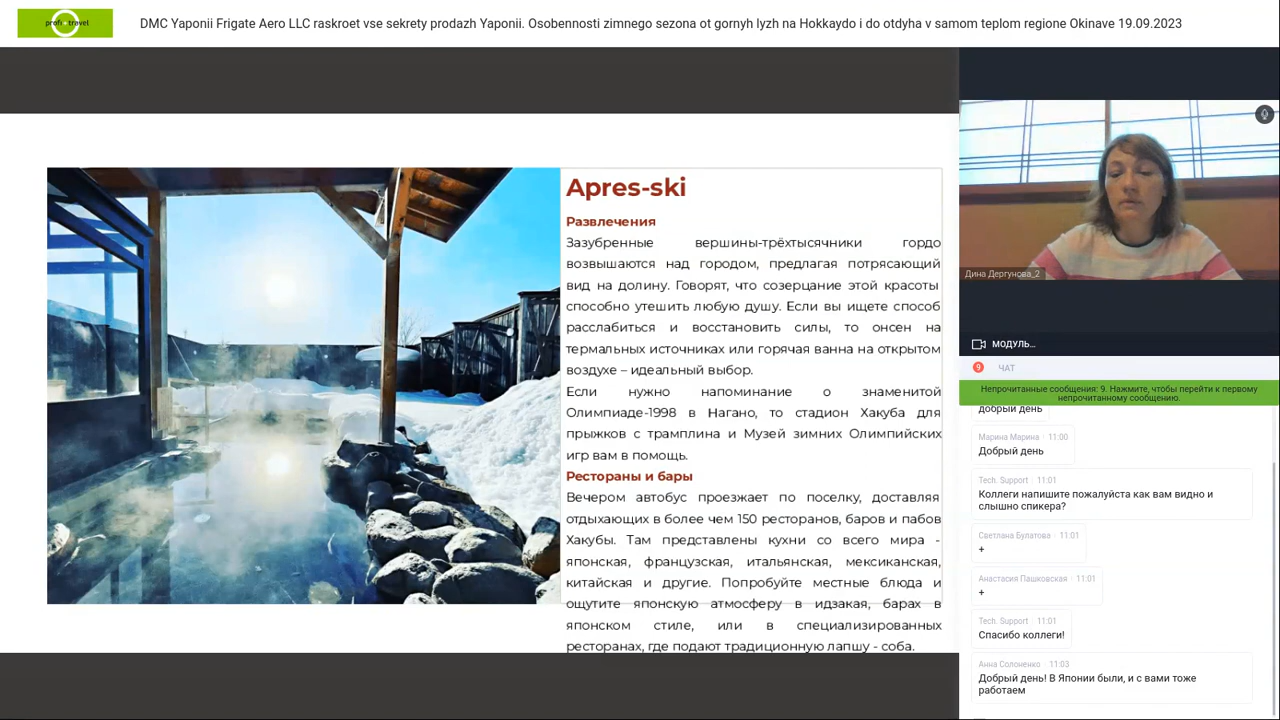 profi travel
DMC Yaponii Frigate Aero LLC raskroet vse sekrety prodazh Yaponii. Osobennosti zimnego sezona ot gornyh lyzh na Hokkaydo i do otdyha v samom teplom regione Okinave 19.09.2023
Apres-ski
Развлечения
Зазубренные вершины-трёхтысячники гордо
возвышаются над городом, предлагая потрясающий
вид на долину. Говорят, что созерцание этой красоты
способно утешить любую душу. Если вы ищете способ
расслабиться и восстановить силы, то онсен на
термальных источниках или горячая ванна на открытом
воздухе – идеальный выбор.
Если нужно напоминание о знаменитой
Олимпиаде-1998 в Нагано, то стадион Хакуба для
прыжков с трамплина и Музей зимних Олимпийских
игр вам в помощь.
Рестораны и бары
Вечером автобус проезжает по поселку, доставляя
отдыхающих в более чем 150 ресторанов, баров и пабов
Хакубы. Там представлены кухни со всего мира -
японская, французская, итальянская, мексиканская,
китайская и другие. Попробуйте местные блюда и
ощутите японскую атмосферу в идзакая, барах в
японском стиле, или в специализированных
ресторанах, где подают традиционную лапшу - соба.
Дина Дергунова_2
МОДУЛЬ...
9 ЧАТ
Непрочитанные сообщения: 9. Нажмите, чтобы перейти к первому
непрочитанному сообщению.
добрый день
Марина Марина 11:00
Добрый день
Tech. Support 11:01
Коллеги напишите пожалуйста как вам видно и
слышно спикера?
Светлана Булатова 11:01
+
Анастасия Пашковская 11:01
+
Tech. Support 11:01
Спасибо коллеги!
Анна Солоненко 11:03
Добрый день! В Японии были, и с вами тоже
работаем